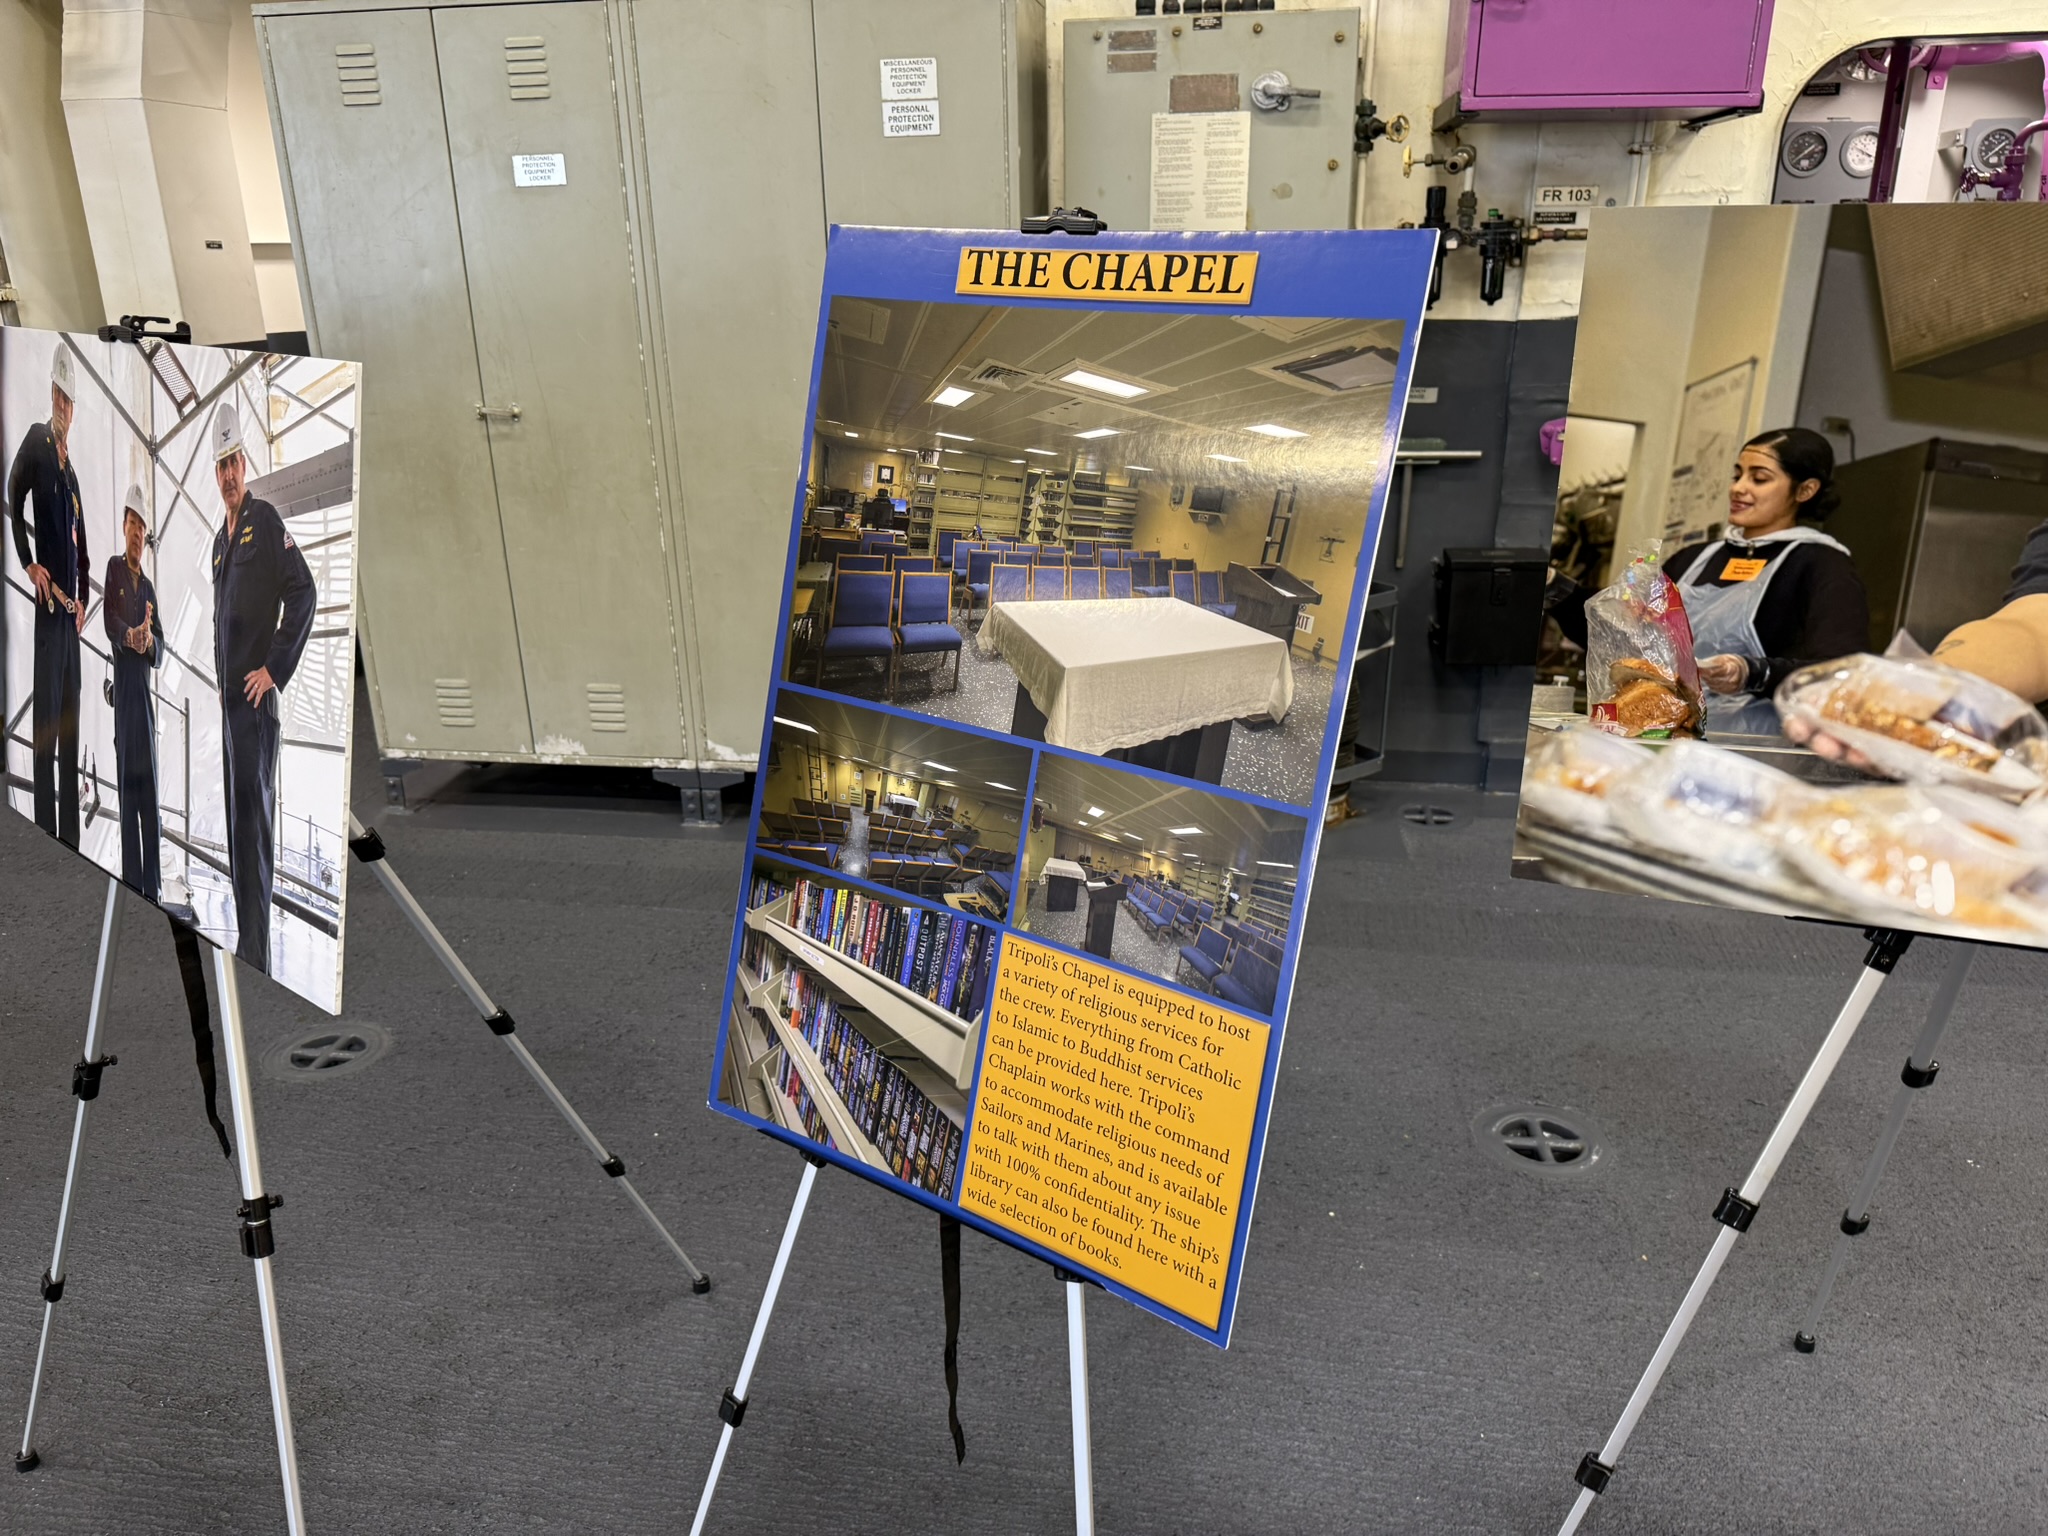 MISCELLANEOUS
PERSONNEL
PROTECTION
EQUIPMENT
LOCKER
PERSONAL
PROTECTION
EQUIPMENT
PERSONNEL
PROTECTION
EQUIPMENT
LOCKER
FR 103
THE CHAPEL
EXIT
OUTPOST
BOUNDLESS
BLACK
Tripoli's Chapel is equipped to host
a variety of religious services for
the crew. Everything from Catholic
to Islamic to Buddhist services
can be provided here. Tripoli's
Chaplain works with the command
to accommodate religious needs of
Sailors and Marines, and is available
to talk with them about any issue
with 100% confidentiality. The ship's
library can also be found here with a
wide selection of books.